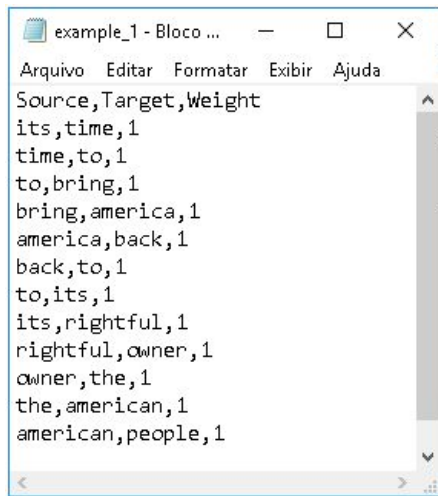 example_1 - Bloco ...
Arquivo Editar Formatar Exibir Ajuda
Source,Target,Weight
its,time,1
time,to,1
to,bring,1
bring,america,1
america,back,1
back,to,1
to,its,1
its,rightful,1
rightful,owner,1
owner,the,1
the,american,1
american,people,1